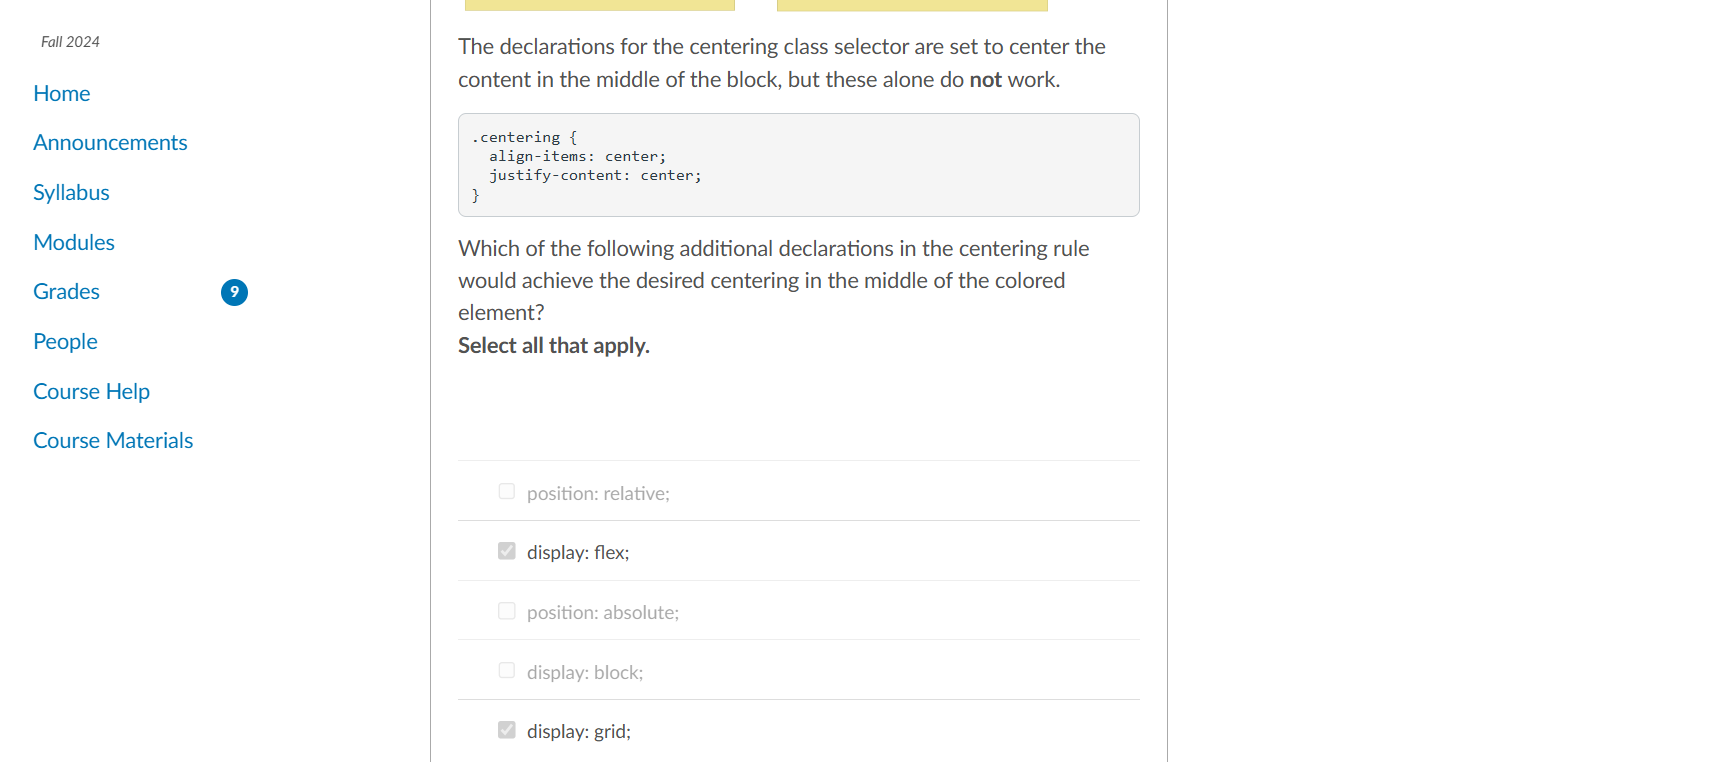 Fall 2024
Home
Announcements
Syllabus
Modules
Grades
9
People
Course Help
Course Materials
The declarations for the centering class selector are set to center the
content in the middle of the block, but these alone do not work.
.centering {
  align-items: center;
  justify-content: center;
}
Which of the following additional declarations in the centering rule
would achieve the desired centering in the middle of the colored
element?
Select all that apply.
position: relative;
display: flex;
position: absolute;
display: block;
display: grid;